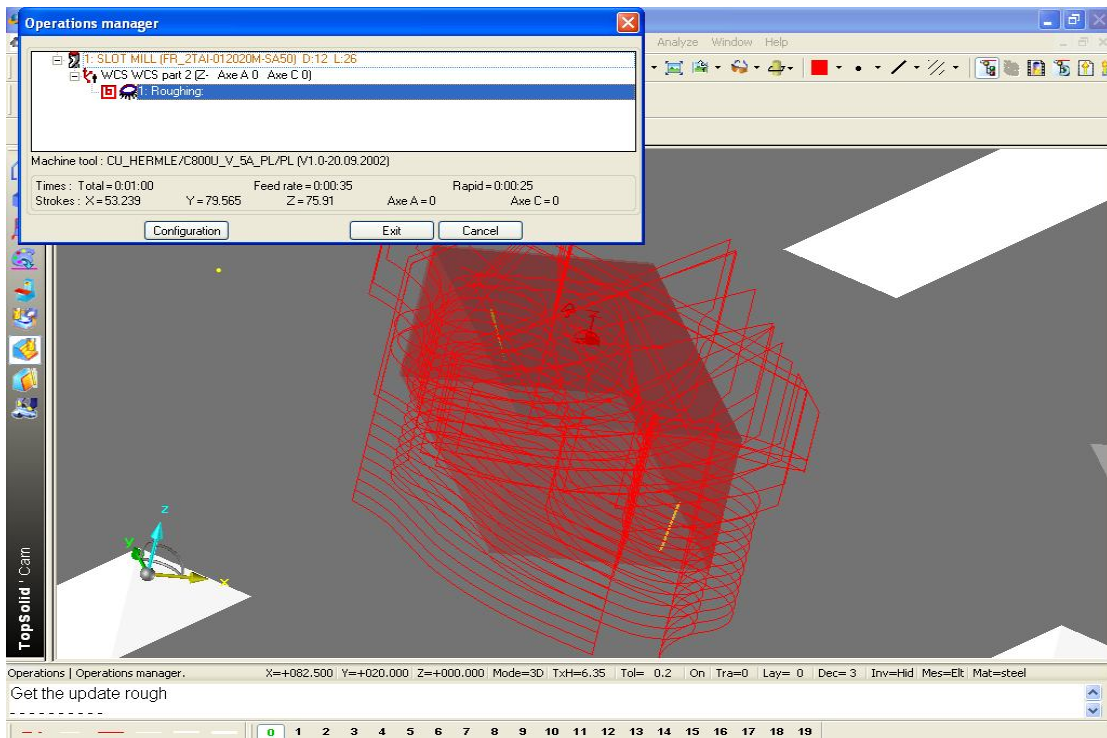 Operations manager
Analyze Window Help
1: SLOT MILL (FR_2TAI-012020M-SA50) D:12 L:26
WCS WCS part 2 (Z- Axe A 0 Axe C 0)
1: Roughing:
Machine tool : CU_HERMLE/C800U_V_5A_PL/PL (V1.0-20.09.2002)
Times : Total = 0:01:00 Feed rate = 0:00:35 Rapid = 0:00:25
Strokes : X = 53.239 Y = 79.565 Z = 75.91 Axe A = 0 Axe C = 0
Configuration Exit Cancel
z
y
x
TopSolid ' Cam
Operations | Operations manager. X=+082.500 Y=+020.000 Z=+000.000 Mode=3D TxH=6.35 Tol= 0.2 On Tra=0 Lay= 0 Dec= 3 Inv=Hid Mes=Elt Mat=steel
Get the update rough
----------
0 1 2 3 4 5 6 7 8 9 10 11 12 13 14 15 16 17 18 19